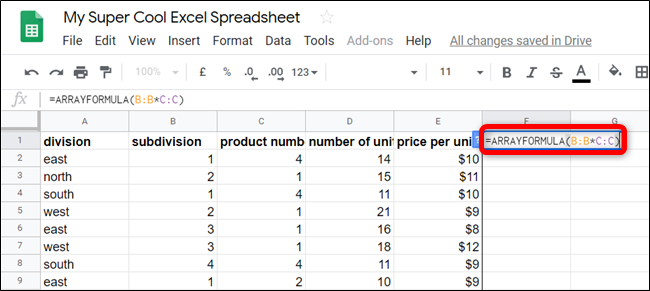 My Super Cool Excel Spreadsheet
File Edit View Insert Format Data Tools Add-ons Help All changes saved in Drive
100% £ % .0 .00 123 11 B I S A
fx =ARRAYFORMULA(B:B*C:C)
A B C D E F G
1 division subdivision product numbe number of uni price per uni =ARRAYFORMULA(B:B*C:C)
2 east 1 4 14 $10
3 north 2 1 15 $11
4 south 1 4 11 $10
5 west 2 1 21 $9
6 east 3 1 16 $8
7 west 3 1 18 $12
8 south 4 4 11 $9
9 east 1 2 10 $9